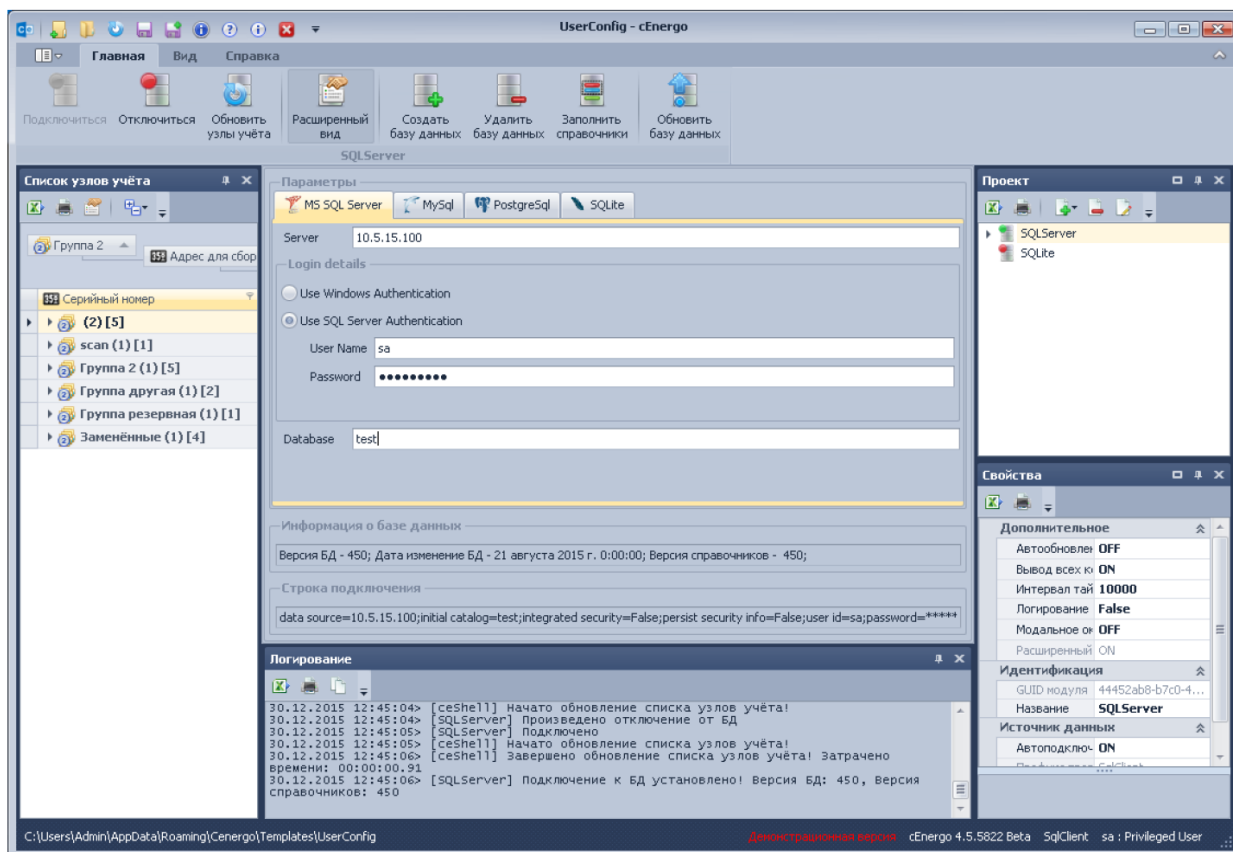 UserConfig - cEnergo
Главная Вид Справка
Подключиться Отключиться Обновить узлы учёта Расширенный вид Создать базу данных Удалить базу данных Заполнить справочники Обновить базу данных
SQLServer
Список узлов учёта
Группа 2
Адрес для сбор
Серийный номер
(2) [5]
scan (1) [1]
Группа 2 (1) [5]
Группа другая (1) [2]
Группа резервная (1) [1]
Заменённые (1) [4]
Параметры
MS SQL Server MySql PostgreSql SQLite
Server 10.5.15.100
Login details
Use Windows Authentication
Use SQL Server Authentication
User Name sa
Password •••••••••
Database test
Информация о базе данных
Версия БД - 450; Дата изменение БД - 21 августа 2015 г. 0:00:00; Версия справочников - 450;
Строка подключения
data source=10.5.15.100;initial catalog=test;integrated security=False;persist security info=False;user id=sa;password=*****
Логирование
30.12.2015 12:45:04> [ceShell] Начато обновление списка узлов учёта!
30.12.2015 12:45:04> [SQLServer] Произведено отключение от БД
30.12.2015 12:45:05> [SQLServer] Подключено
30.12.2015 12:45:05> [ceShell] Начато обновление списка узлов учёта!
30.12.2015 12:45:06> [ceShell] Завершено обновление списка узлов учёта! Затрачено
времени: 00:00:00.91
30.12.2015 12:45:06> [SQLServer] Подключение к БД установлено! Версия БД: 450, Версия
справочников: 450
Проект
SQLServer
SQLite
Свойства
Дополнительное
Автообновлен OFF
Вывод всех к ON
Интервал тай 10000
Логирование False
Модальное ок OFF
Расширенный ON
Идентификация
GUID модуля 44452ab8-b7c0-4...
Название SQLServer
Источник данных
Автоподключ ON
C:\Users\Admin\AppData\Roaming\Cenergo\Templates\UserConfig
Демонстрационная версия cEnergo 4.5.5822 Beta SqlClient sa : Privileged User